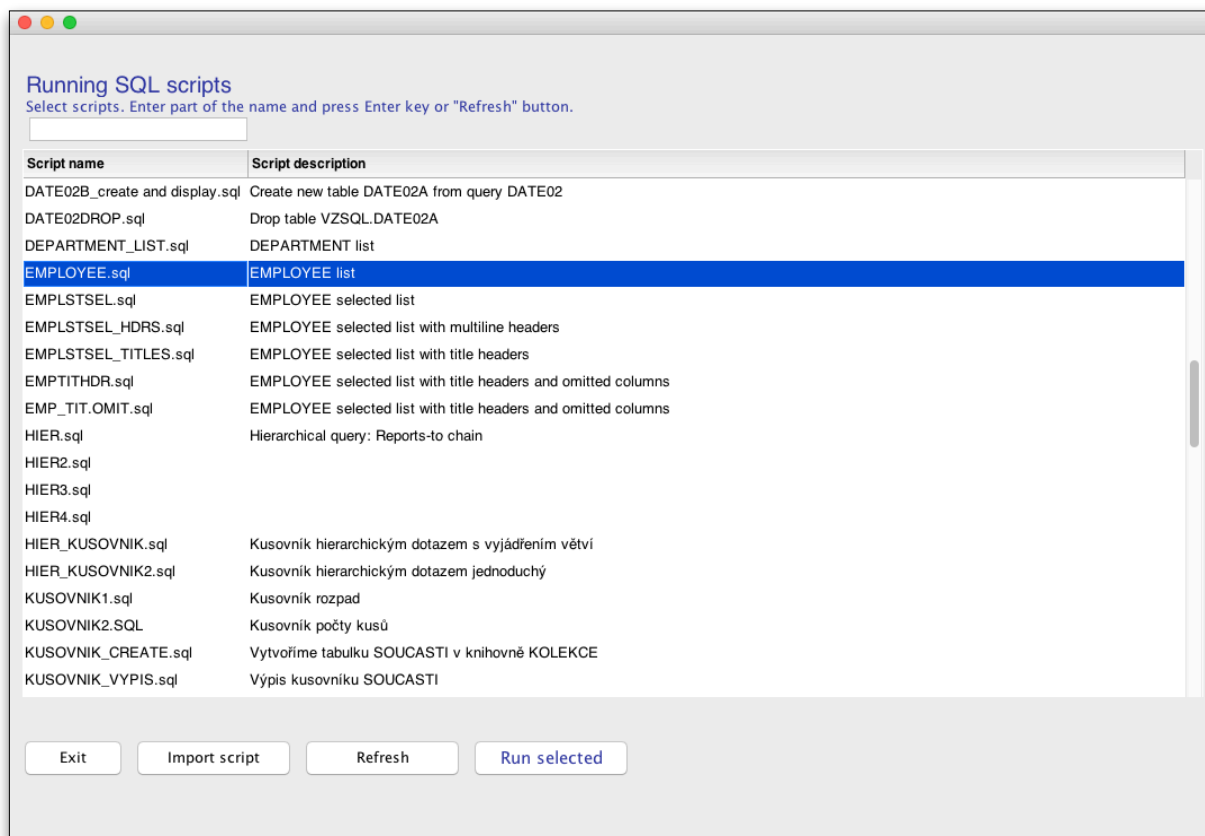 Running SQL scripts
Select scripts. Enter part of the name and press Enter key or "Refresh" button.
Script name Script description
DATE02B_create and display.sql Create new table DATE02A from query DATE02
DATE02DROP.sql Drop table VZSQL.DATE02A
DEPARTMENT_LIST.sql DEPARTMENT list
EMPLOYEE.sql EMPLOYEE list
EMPLSTSEL.sql EMPLOYEE selected list
EMPLSTSEL_HDRS.sql EMPLOYEE selected list with multiline headers
EMPLSTSEL_TITLES.sql EMPLOYEE selected list with title headers
EMPTITHDR.sql EMPLOYEE selected list with title headers and omitted columns
EMP_TIT.OMIT.sql EMPLOYEE selected list with title headers and omitted columns
HIER.sql Hierarchical query: Reports-to chain
HIER2.sql
HIER3.sql
HIER4.sql
HIER_KUSOVNIK.sql Kusovník hierarchickým dotazem s vyjádřením větví
HIER_KUSOVNIK2.sql Kusovník hierarchickým dotazem jednoduchý
KUSOVNIK1.sql Kusovník rozpad
KUSOVNIK2.SQL Kusovník počty kusů
KUSOVNIK_CREATE.sql Vytvoříme tabulku SOUCASTI v knihovně KOLEKCE
KUSOVNIK_VYPIS.sql Výpis kusovníku SOUCASTI
Exit Import script Refresh Run selected